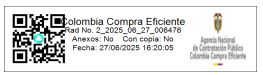 Colombia Compra Eficiente
Rad No. 2_2025_06_27_006476
Anexos: No Con copia: No
Fecha: 27/06/2025 16:20:05
Agencia Nacional
de Contratación Pública
Colombia Compra Eficiente